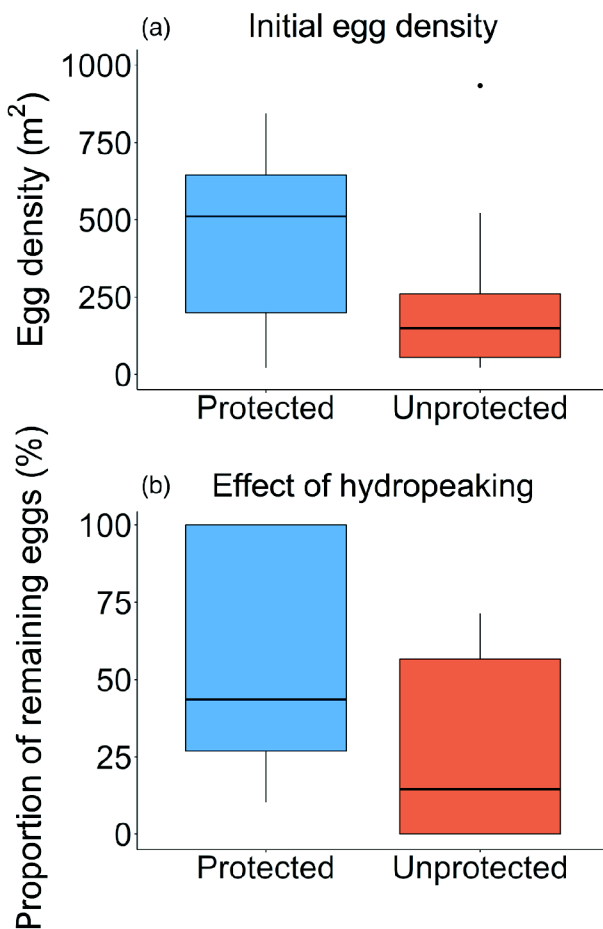 (a) Initial egg density
Egg density (m²)
1000
750
500
250
0
Protected Unprotected
(b) Effect of hydropeaking
Proportion of remaining eggs (%)
100
75
50
25
0
Protected Unprotected